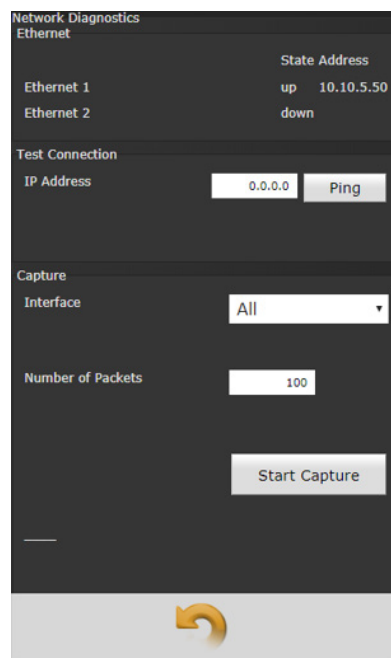 Network Diagnostics
Ethernet
State Address
Ethernet 1 up 10.10.5.50
Ethernet 2 down
Test Connection
IP Address 0.0.0.0 Ping
Capture
Interface All
Number of Packets 100
Start Capture